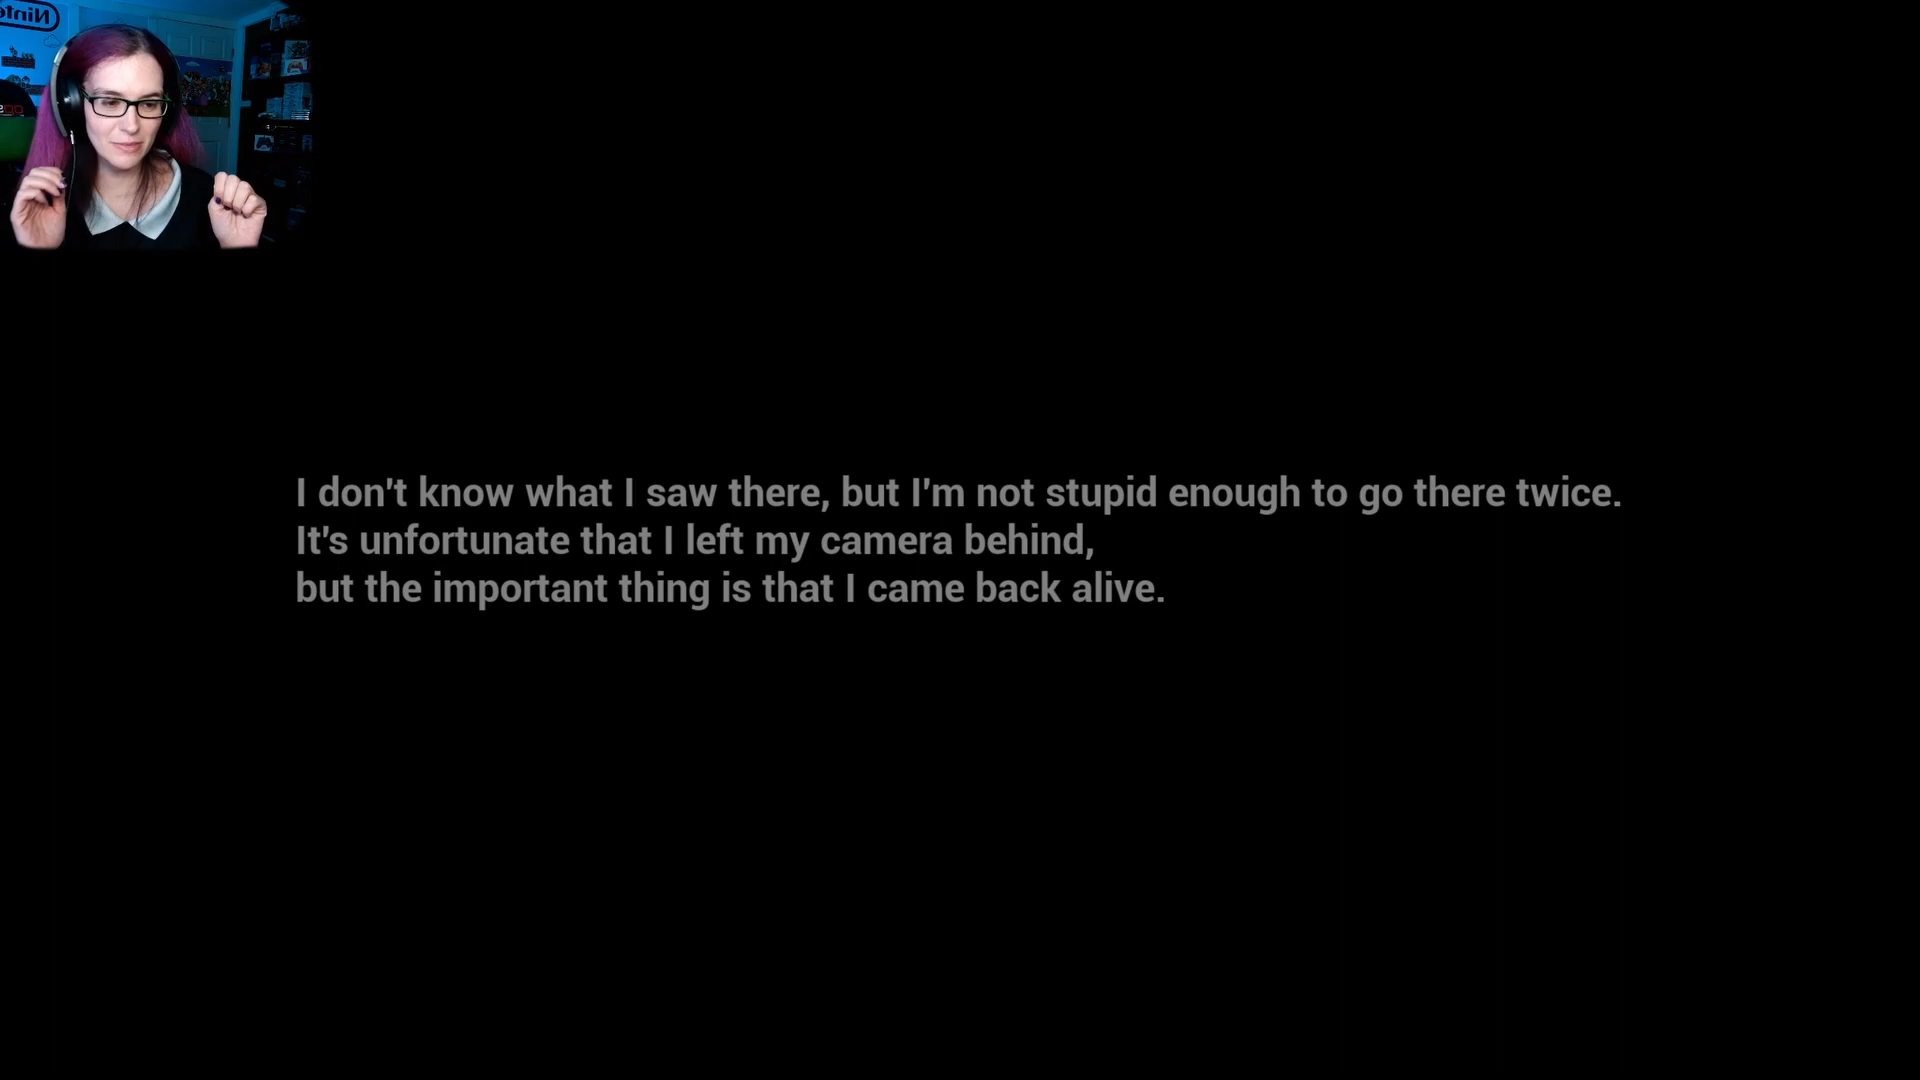 I don't know what I saw there, but I'm not stupid enough to go there twice.
It's unfortunate that I left my camera behind,
but the important thing is that I came back alive.